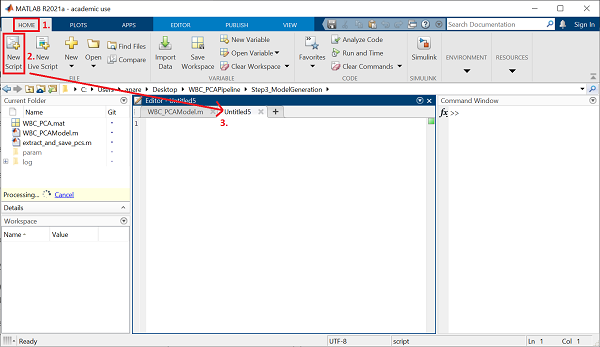 MATLAB R2021a - academic use
HOME 1. PLOTS APPS EDITOR PUBLISH VIEW Search Documentation Sign In
2. New Script
New Live Script
New
Open
Find Files
Compare
Import Data
Save Workspace
New Variable
Open Variable
Clear Workspace
Favorites
Analyze Code
Run and Time
Clear Commands
Simulink
ENVIRONMENT
RESOURCES
FILE VARIABLE CODE SIMULINK
C: Users apare Desktop WBC_PCAPipeline Step3_ModelGeneration
Current Folder
Name Git
WBC_PCA.mat
WBC_PCAModel.m
extract_and_save_pcs.m
param
log
Processing... Cancel
Details
Workspace
Name Value
Editor - Untitled5
WBC_PCAModel.m Untitled5
3.
1
Command Window
fx >>
UTF-8 script Ln 1 Col 1